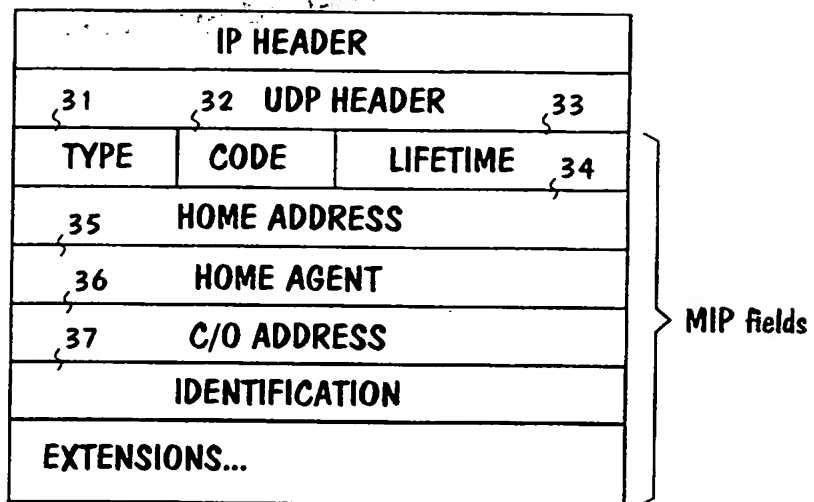 IP HEADER
31 32 UDP HEADER 33
TYPE CODE LIFETIME 34
35 HOME ADDRESS
36 HOME AGENT
37 C/O ADDRESS
IDENTIFICATION
EXTENSIONS...
MIP fields